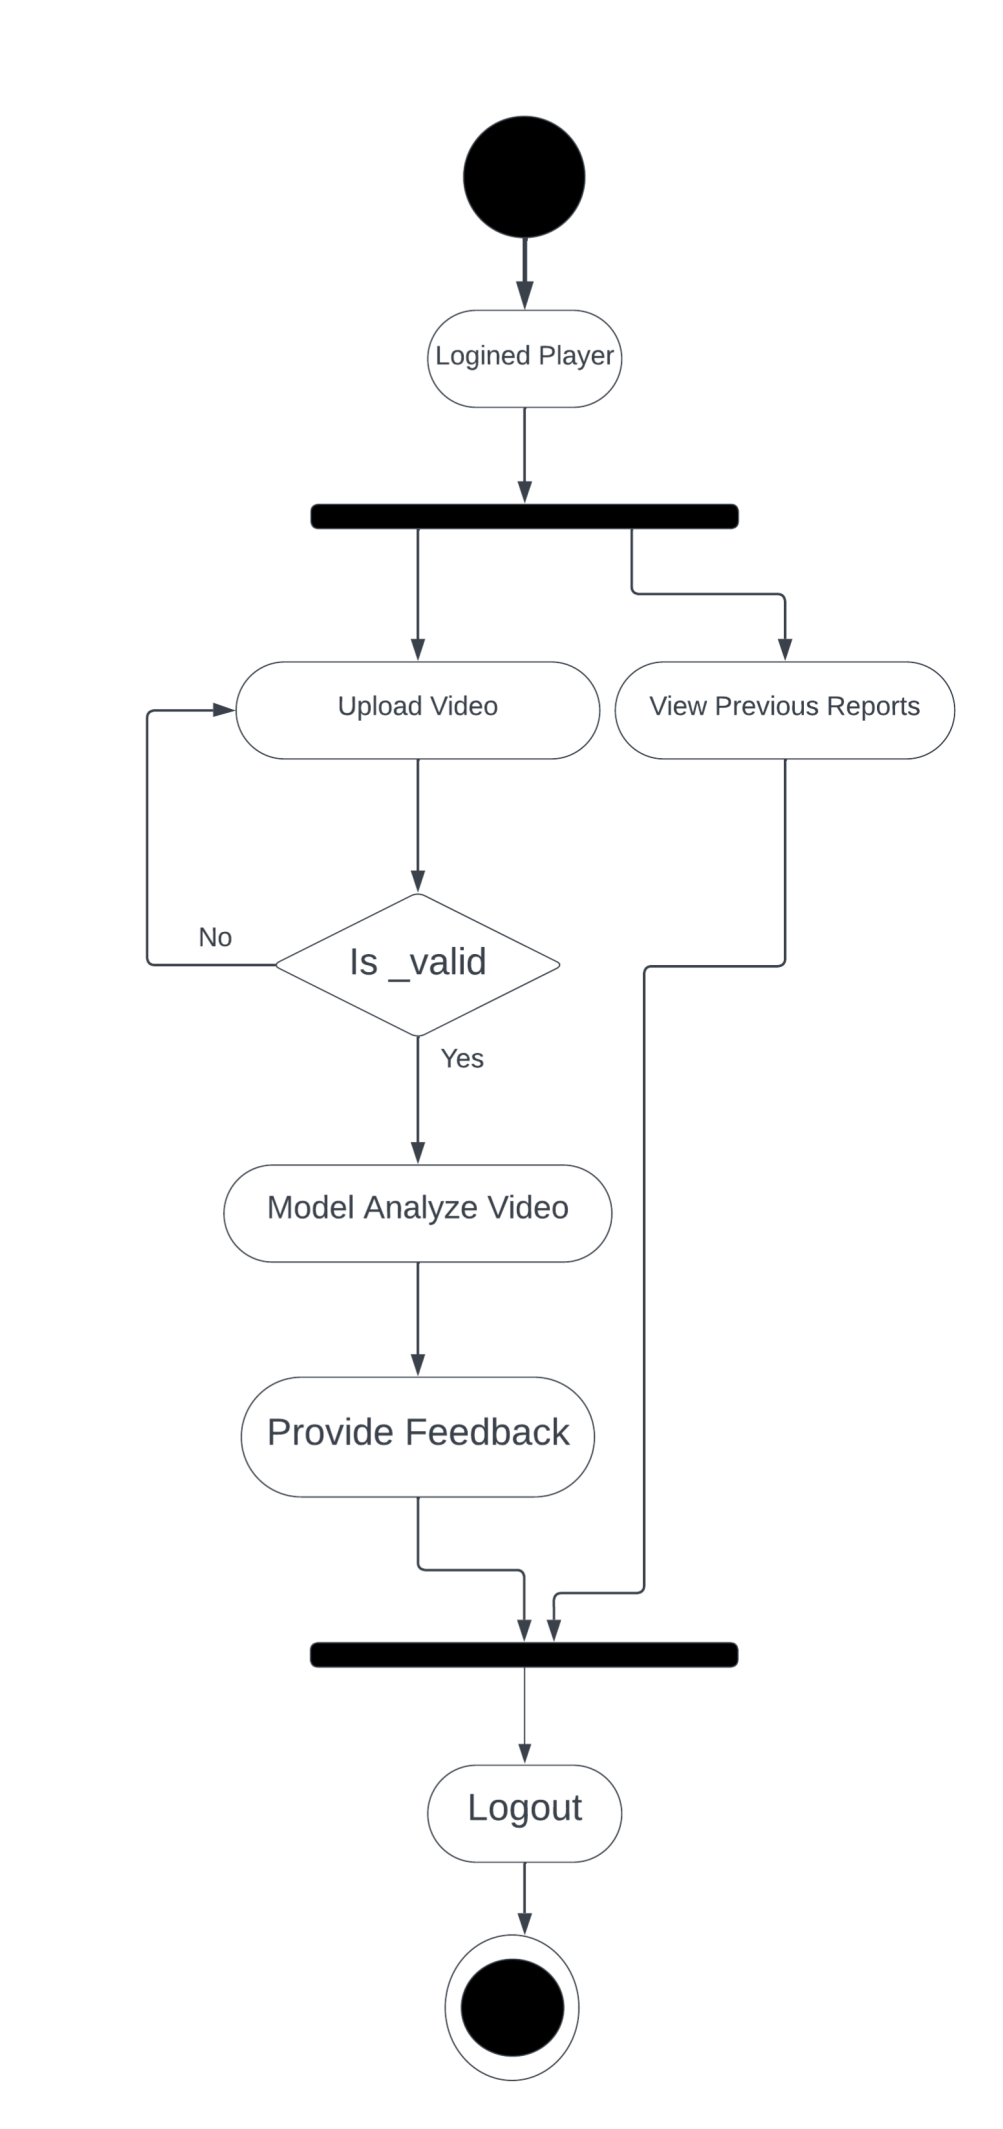 Logined Player
Upload Video
View Previous Reports
No
Is _valid
Yes
Model Analyze Video
Provide Feedback
Logout